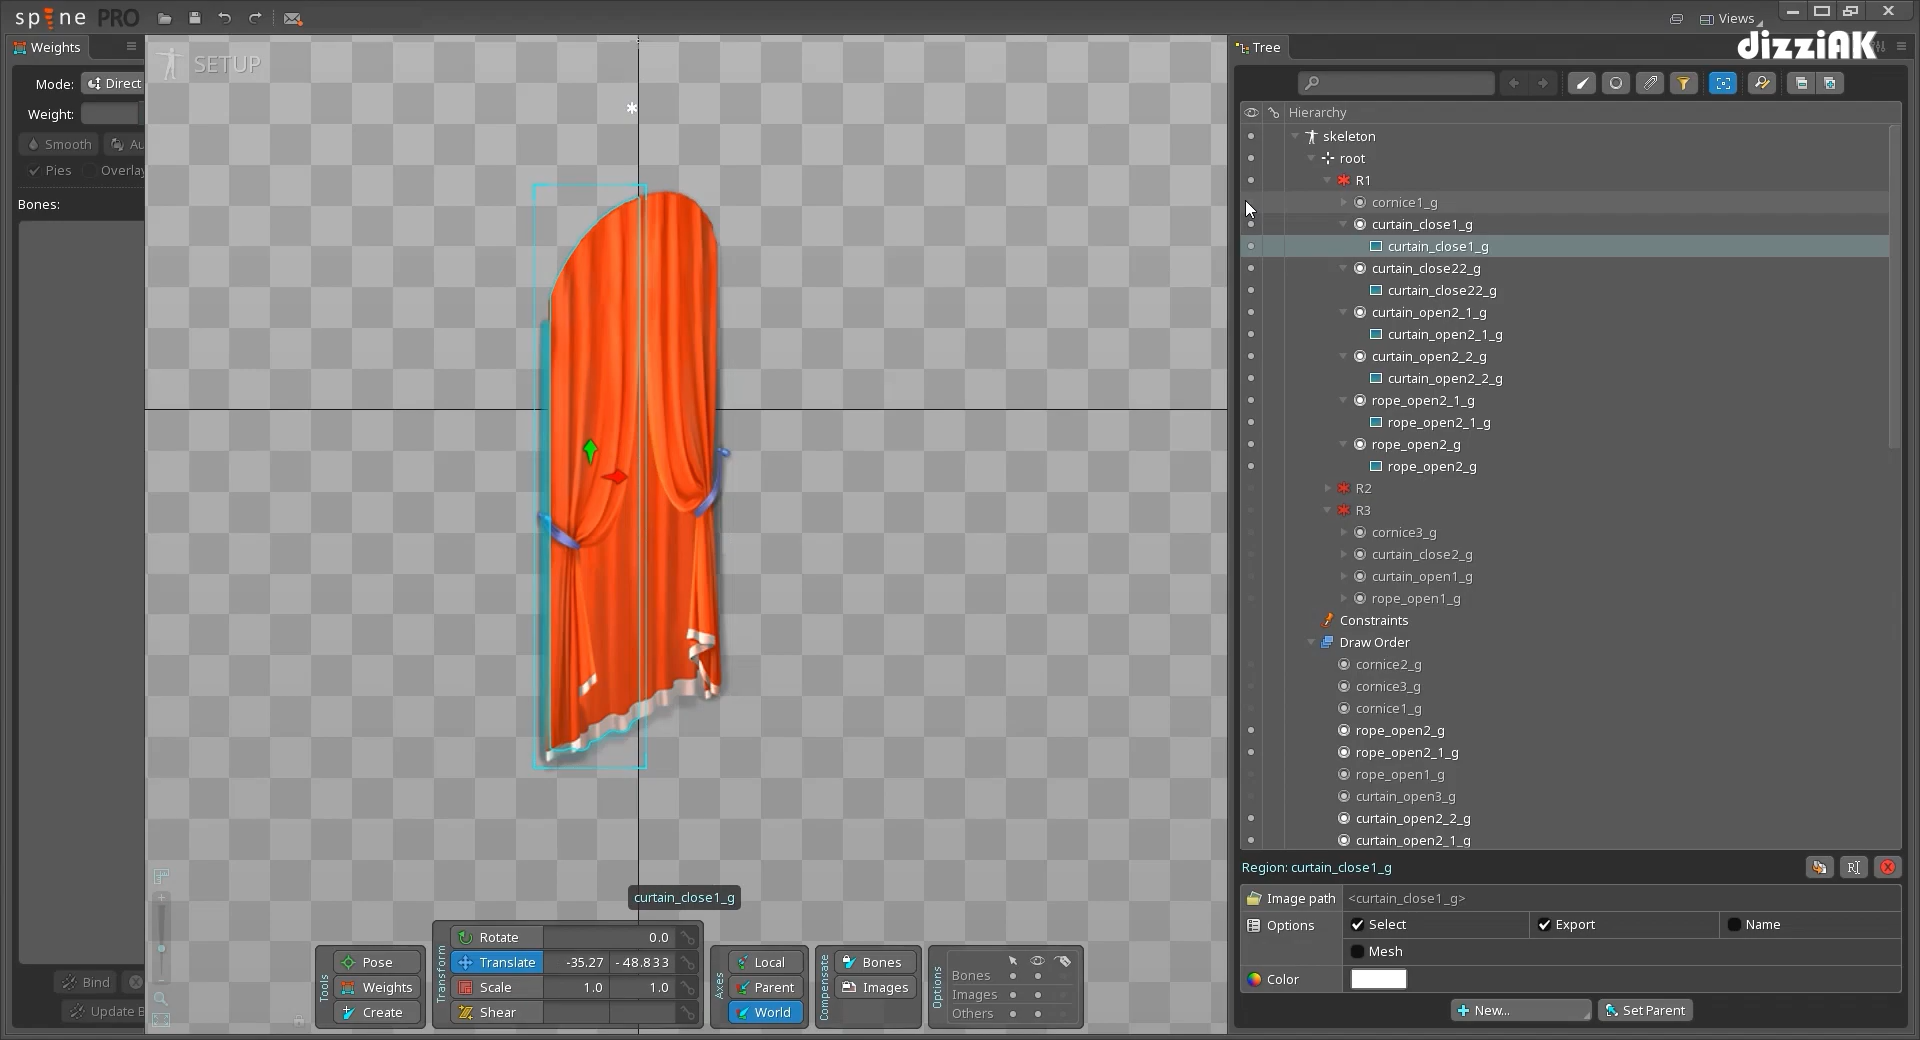 spine PRO
Views
Weights
Tree
dizziAK
SETUP
Mode:
Direct
Weight:
Smooth
Au
Pies
Overlay
Bones:
Hierarchy
skeleton
root
R1
cornice1_g
curtain_close1_g
curtain_close1_g
curtain_close22_g
curtain_close22_g
curtain_open2_1_g
curtain_open2_1_g
curtain_open2_2_g
curtain_open2_2_g
rope_open2_1_g
rope_open2_1_g
rope_open2_g
rope_open2_g
R2
R3
cornice3_g
curtain_close2_g
curtain_open1_g
rope_open1_g
Constraints
Draw Order
cornice2_g
cornice3_g
cornice1_g
rope_open2_g
rope_open2_1_g
rope_open1_g
curtain_open3_g
curtain_open2_2_g
curtain_open2_1_g
Region: curtain_close1_g
Image path
<curtain_close1_g>
Options
Select
Export
Name
Mesh
Color
New...
Set Parent
curtain_close1_g
Bind
Update B
Tools
Pose
Weights
Create
Transform
Rotate
0.0
Translate
-35.27
-48.833
Scale
1.0
1.0
Shear
Axes
Local
Parent
World
Compensate
Bones
Images
Options
Bones
Images
Others